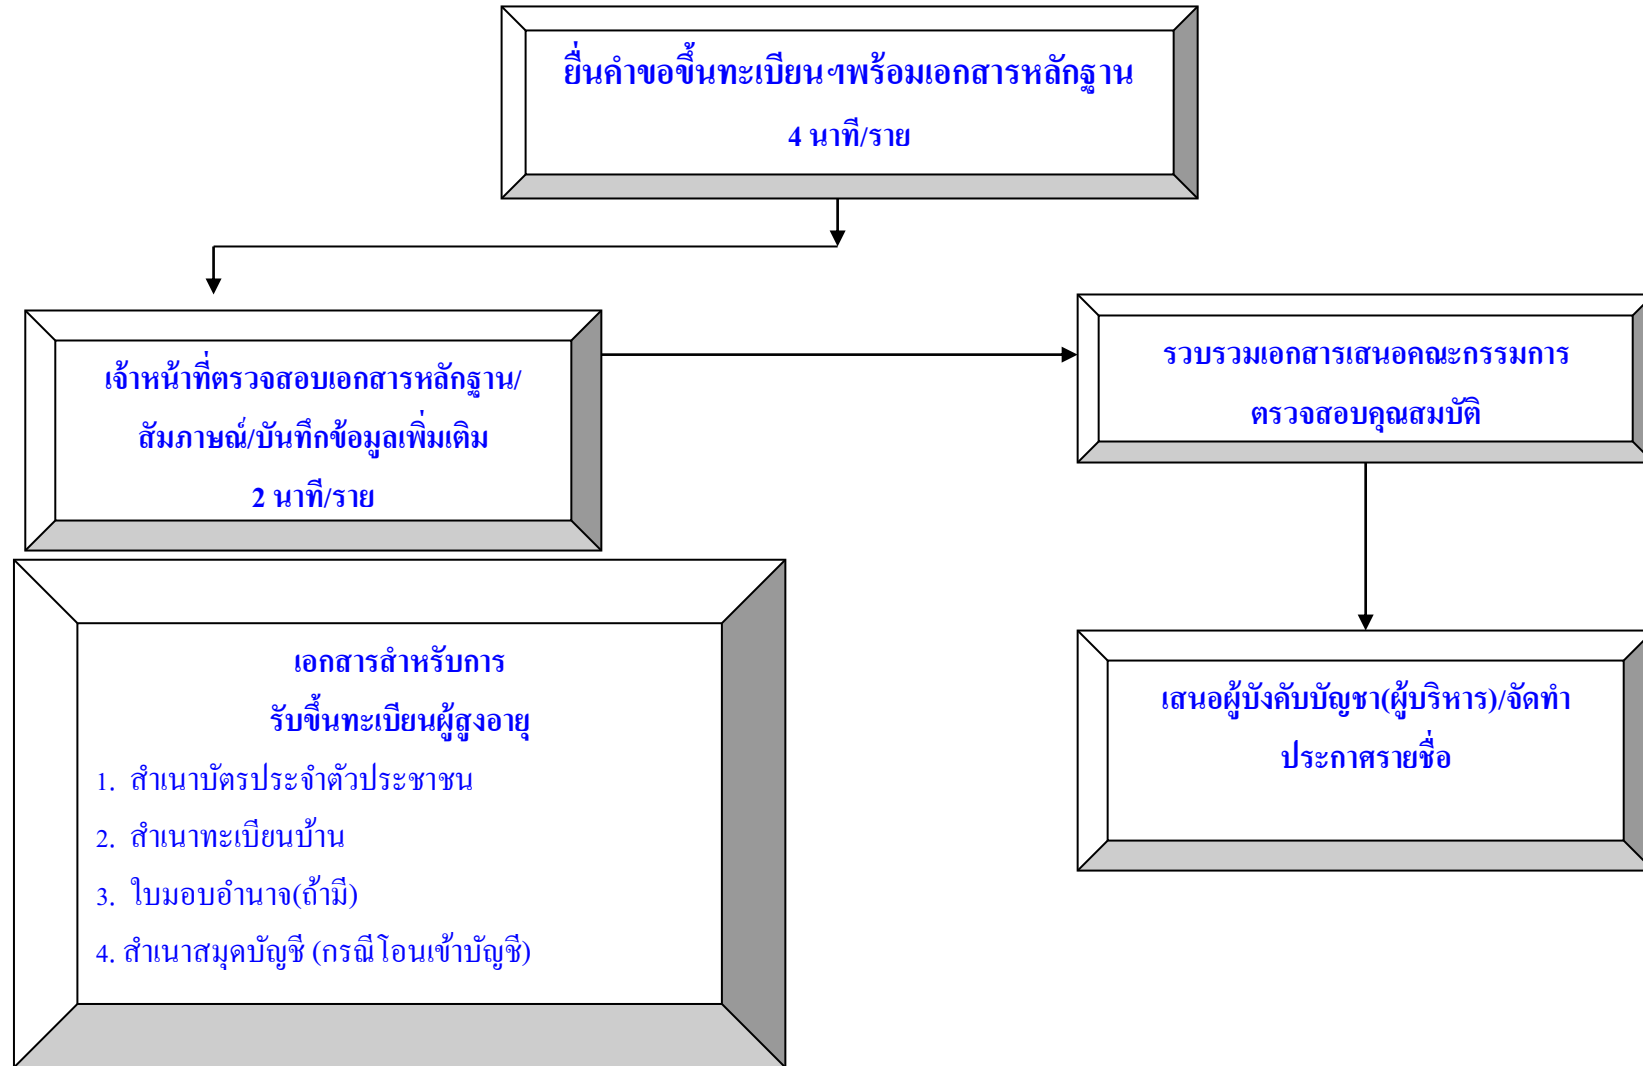 ยื่นคำขอขึ้นทะเบียนฯพร้อมเอกสารหลักฐาน
4 นาที/ราย
เจ้าหน้าที่ตรวจสอบเอกสารหลักฐาน/
สัมภาษณ์/บันทึกข้อมูลเพิ่มเติม
2 นาที/ราย
รวบรวมเอกสารเสนอคณะกรรมการ
ตรวจสอบคุณสมบัติ
เสนอผู้บังคับบัญชา(ผู้บริหาร)/จัดทำ
ประกาศรายชื่อ
เอกสารสำหรับการ
รับขึ้นทะเบียนผู้สูงอายุ
1. สำเนาบัตรประจำตัวประชาชน
2. สำเนาทะเบียนบ้าน
3. ใบมอบอำนาจ(ถ้ามี)
4. สำเนาสมุดบัญชี (กรณีโอนเข้าบัญชี)